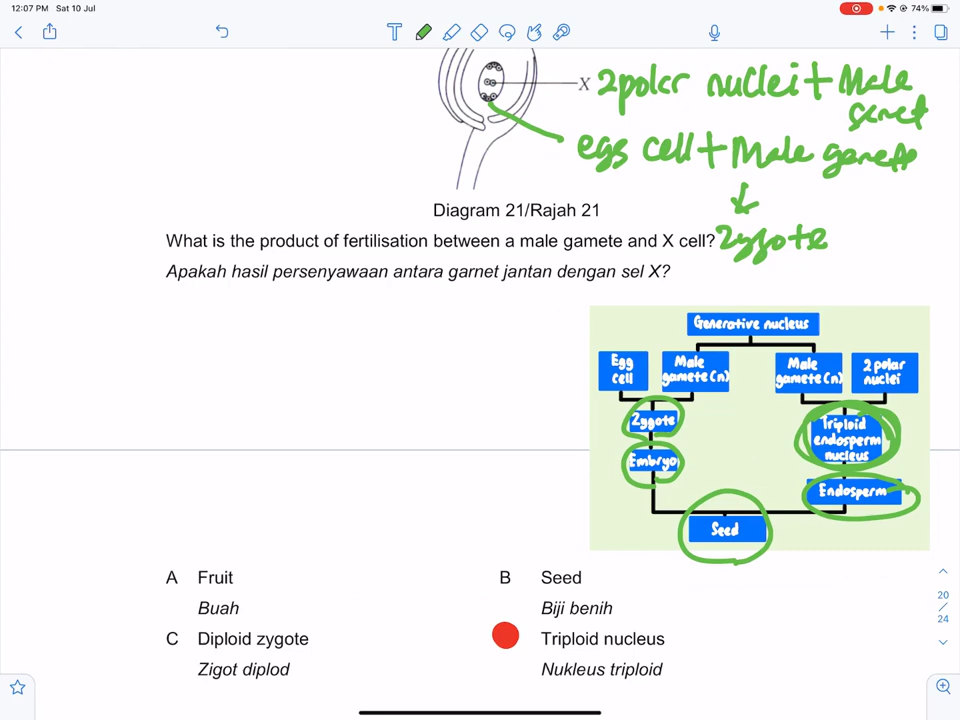 12:07 PM Sat 10 Jul
74%
T
X 2 polar nuclei + Male
egg cell + Male gamete
Diagram 21/Rajah 21
What is the product of fertilisation between a male gamete and X cell? Zygote
Apakah hasil persenyawaan antara garnet jantan dengan sel X?
Generative nucleus
Egg cell
Male gamete(n)
Male gamete(n)
2 polar nuclei
Zygote
Triploid endosperm nucleus
Embryo
Endosperm
Seed
A Fruit
Buah
B Seed
Biji benih
C Diploid zygote
Zigot diplod
Triploid nucleus
Nukleus triploid
20
/
24